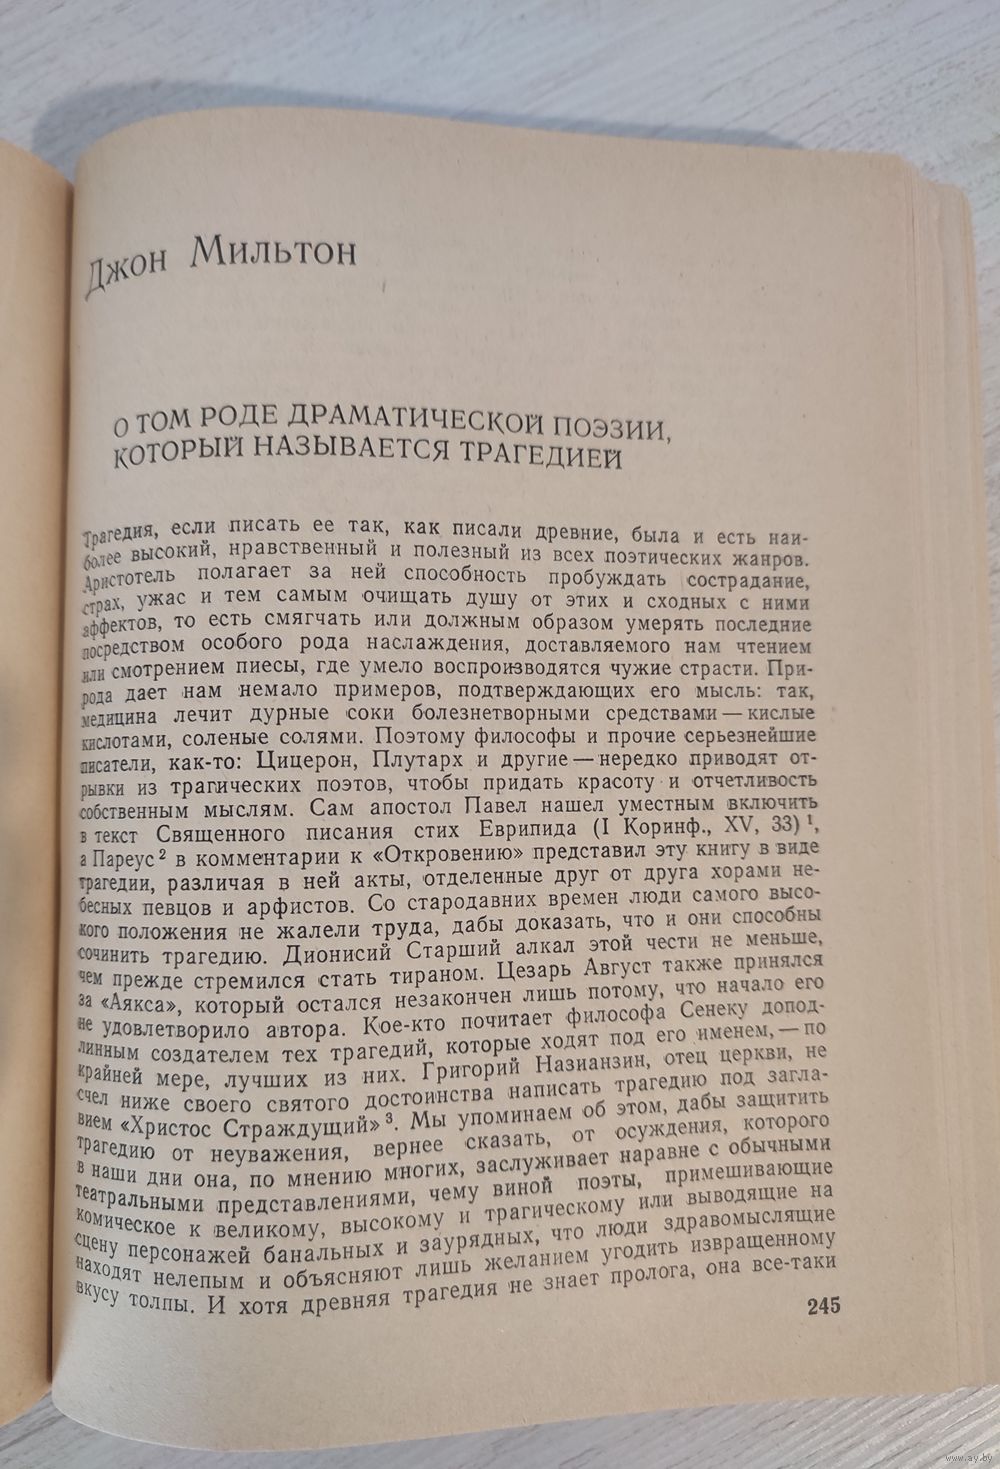 Джон Мильтон
О ТОМ РОДЕ ДРАМАТИЧЕСКОЙ ПОЭЗИИ,
КОТОРЫЙ НАЗЫВАЕТСЯ ТРАГЕДИЕЙ
Трагедия, если писать ее так, как писали древние, была и есть наи-
более высокий, нравственный и полезный из всех поэтических жанров.
Аристотель полагает за ней способность пробуждать сострадание,
страх, ужас и тем самым очищать душу от этих и сходных с ними
аффектов, то есть смягчать или должным образом умерять последние
посредством особого рода наслаждения, доставляемого нам чтением
или смотрением пиесы, где умело воспроизводятся чужие страсти. При-
рода дает нам немало примеров, подтверждающих его мысль: так,
медицина лечит дурные соки болезнетворными средствами — кислые
кислотами, соленые солями. Поэтому философы и прочие серьезнейшие
писатели, как-то: Цицерон, Плутарх и другие — нередко приводят от-
рывки из трагических поэтов, чтобы придать красоту и отчетливость
собственным мыслям. Сам апостол Павел нашел уместным включить
в текст Священного писания стих Еврипида (I Коринф., XV, 33) ¹,
а Пареус ² в комментарии к «Откровению» представил эту книгу в виде
трагедии, различая в ней акты, отделенные друг от друга хорами не-
бесных певцов и арфистов. Со стародавних времен люди самого высо-
кого положения не жалели труда, дабы доказать, что и они способны
сочинить трагедию. Дионисий Старший алкал этой чести не меньше,
чем прежде стремился стать тираном. Цезарь Август также принялся
за «Аякса», который остался незакончен лишь потому, что начало его
не удовлетворило автора. Кое-кто почитает философа Сенеку допод-
линным создателем тех трагедий, которые ходят под его именем, — по
крайней мере, лучших из них. Григорий Назианзин, отец церкви, не
счел ниже своего святого достоинства написать трагедию под загла-
вием «Христос Страждущий» ³. Мы упоминаем об этом, дабы защитить
трагедию от неуважения, вернее сказать, от осуждения, которого
в наши дни она, по мнению многих, заслуживает наравне с обычными
театральными представлениями, чему виной поэты, примешивающие
комическое к великому, высокому и трагическому или выводящие на
сцену персонажей банальных и заурядных, что люди здравомыслящие
находят нелепым и объясняют лишь желанием угодить извращенному
вкусу толпы. И хотя древняя трагедия не знает пролога, она все-таки
245
www.ay.by